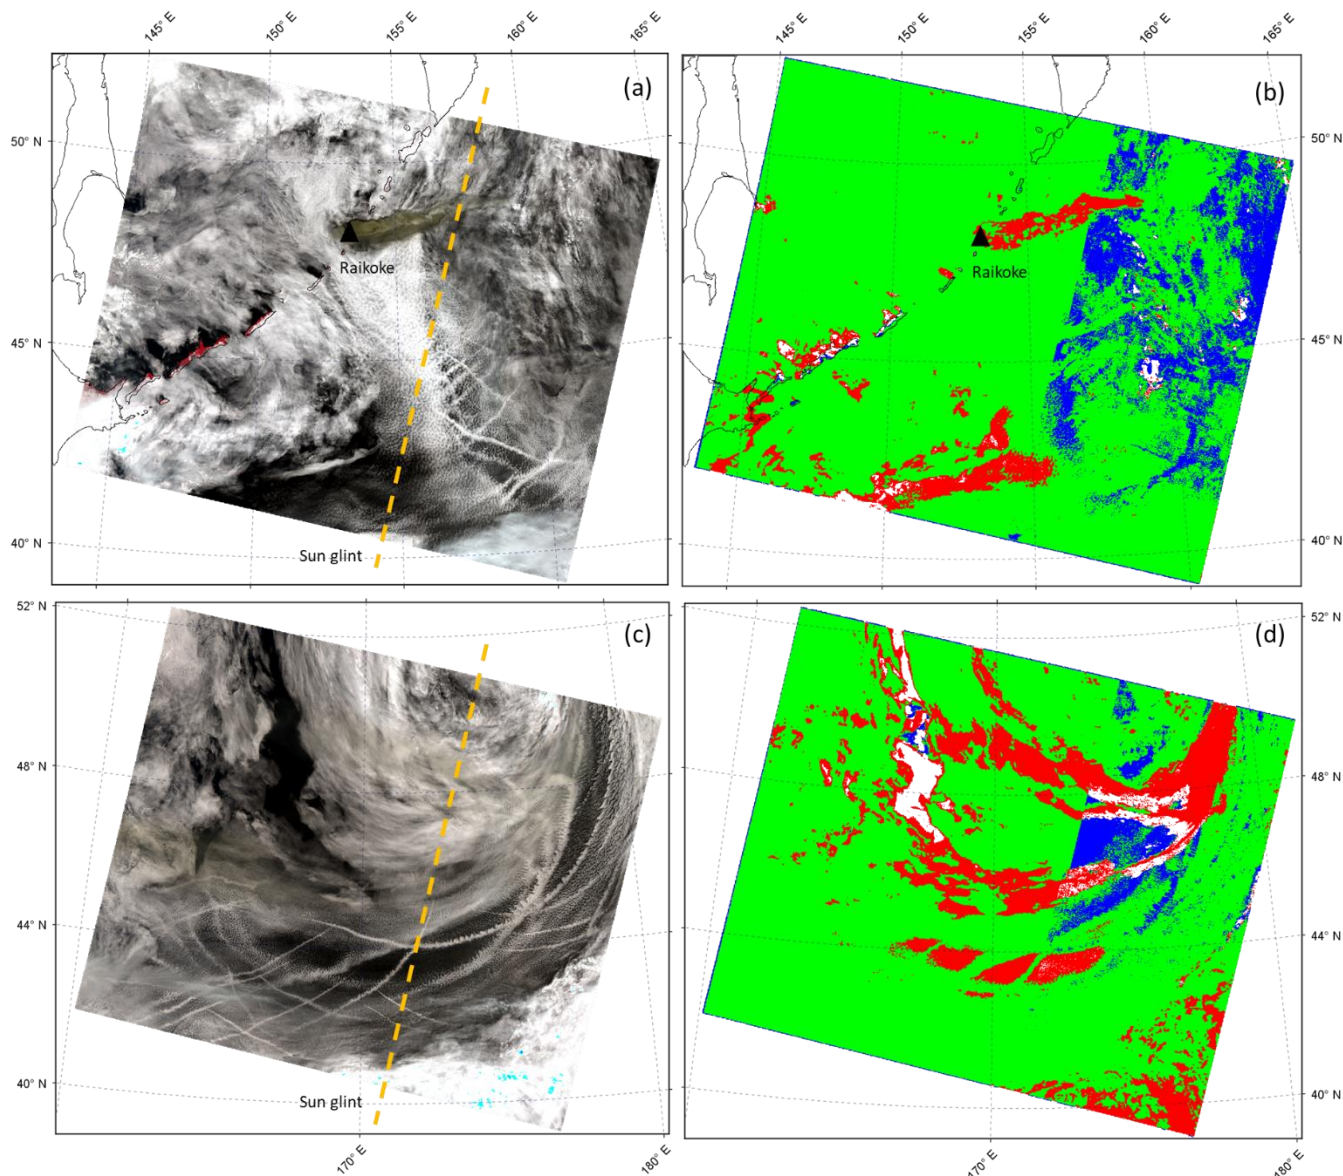 145° E 150° E 155° E 160° E 145° E 150° E 155° E 160° E 165° E
(a) (b)
50° N 50° N
Raikoke Raikoke
45° N 45° N
40° N 40° N
Sun glint
52° N 52° N
(c) (d)
48° N 48° N
44° N 44° N
40° N 40° N
Sun glint
170° E 180° E 170° E 180° E